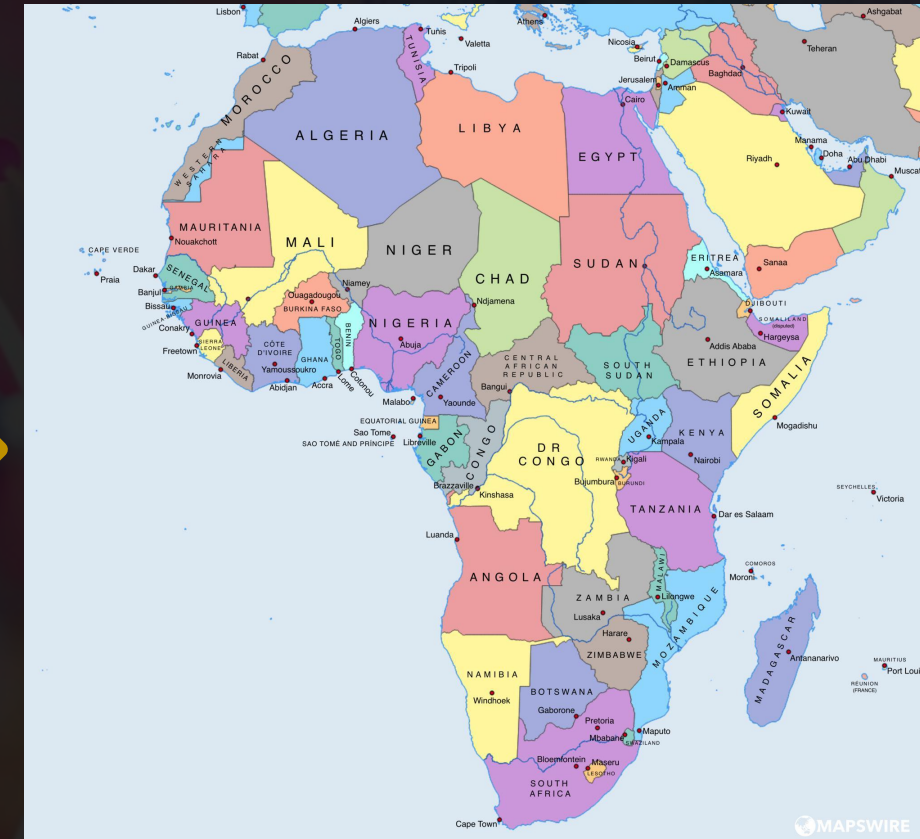 Lisbon
Algiers
Tunis
Athens
Ashgabat
Rabat
Valetta
Nicosia
Teheran
TUNISIA
Tripoli
Beirut
Damascus
Baghdad
MOROCCO
Jerusalem
Amman
ALGERIA
LIBYA
Cairo
Kuwait
EGYPT
Manama
Doha
Abu Dhabi
Riyadh
Muscat
WESTERN
SAHARA
MAURITANIA
Nouakchott
MALI
NIGER
CHAD
SUDAN
ERITREA
Asmara
Sanaa
CAPE VERDE
Praia
Dakar
SENEGAL
Banjul
GAMBIA
Bissau
GUINEA-BISSAU
Niamey
Ouagadougou
BURKINA FASO
Ndjamena
DJIBOUTI
SOMALILAND
(disputed)
Hargeysa
GUINEA
Conakry
SIERRA
LEONE
Freetown
LIBERIA
Monrovia
CÔTE
D'IVOIRE
Yamoussoukro
Abidjan
GHANA
Accra
TOGO
Lome
BENIN
Cotonou
NIGERIA
Abuja
CAMEROON
Yaounde
Malabo
CENTRAL
AFRICAN
REPUBLIC
Bangui
SOUTH
SUDAN
Addis Ababa
ETHIOPIA
SOMALIA
Mogadishu
EQUATORIAL GUINEA
Sao Tome
SAO TOMÉ AND PRÍNCIPE
Libreville
GABON
CONGO
Brazzaville
Kinshasa
DR
CONGO
UGANDA
Kampala
KENYA
Nairobi
RWANDA
Kigali
Bujumbura
BURUNDI
TANZANIA
Dar es Salaam
SEYCHELLES
Victoria
Luanda
ANGOLA
ZAMBIA
Lusaka
MALAWI
Lilongwe
COMOROS
Moroni
MOZAMBIQUE
Harare
ZIMBABWE
MADAGASCAR
Antananarivo
MAURITIUS
Port Loui
RÉUNION
(FRANCE)
NAMIBIA
Windhoek
BOTSWANA
Gaborone
Pretoria
Mbabane
SWAZILAND
Maputo
Bloemfontein
Maseru
LESOTHO
SOUTH
AFRICA
Cape Town
MAPSWIRE